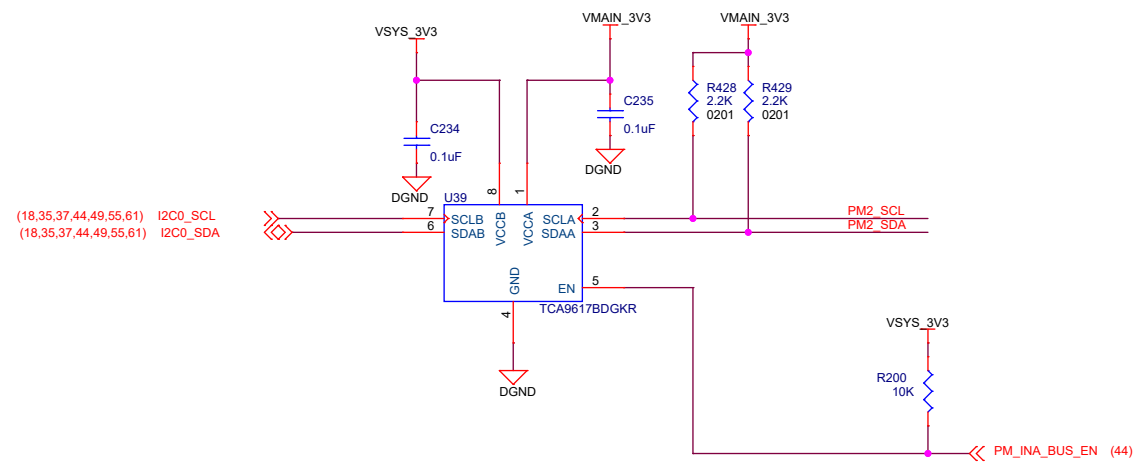 VMAIN_3V3
VMAIN_3V3
VSYS_3V3
R428
2.2K
0201
R429
2.2K
0201
C235
0.1uF
C234
0.1uF
DGND
DGND
U39
8
1
(18,35,37,44,49,55,61) I2C0_SCL
7
SCLB
VCCB
VCCA
SCLA
2
PM2_SCL
(18,35,37,44,49,55,61) I2C0_SDA
6
SDAB
SDAA
3
PM2_SDA
GND
EN
5
4
TCA9617BDGKR
DGND
VSYS_3V3
R200
10K
PM_INA_BUS_EN (44)